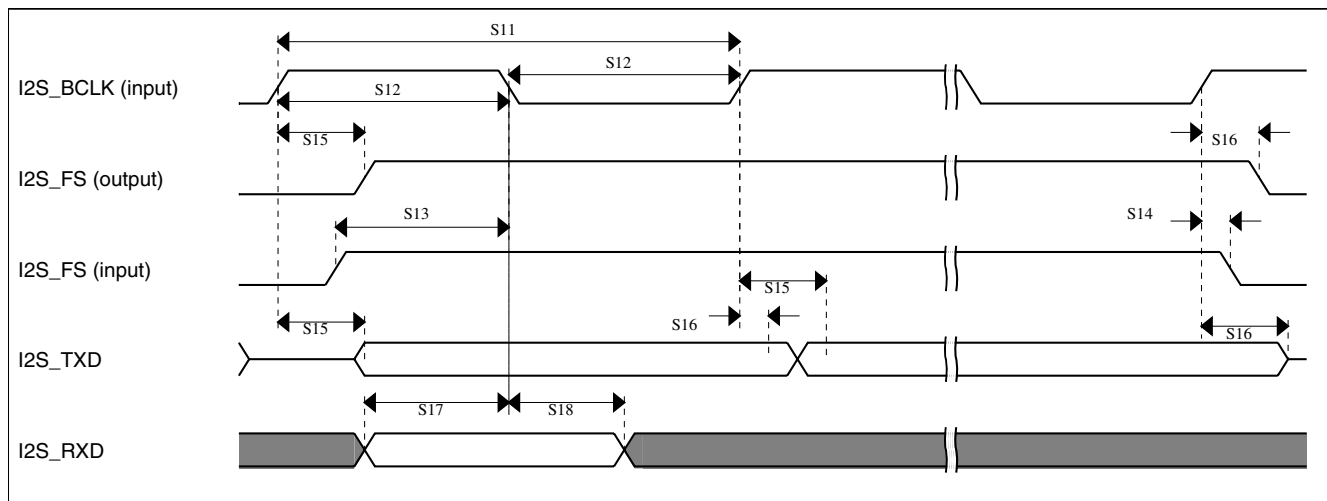 S11
S12
I2S_BCLK (input)
S12
S15
S16
I2S_FS (output)
S13
S14
I2S_FS (input)
S15
S16
S15
S16
I2S_TXD
S17
S18
I2S_RXD